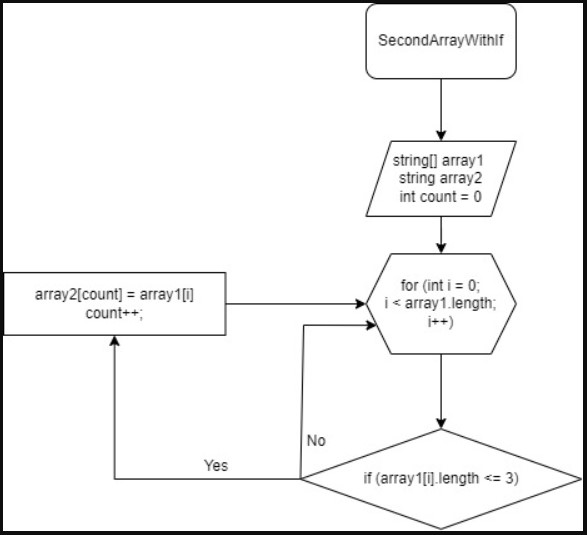 SecondArrayWithIf
string[] array1
string array2
int count = 0
for (int i = 0;
i < array1.length;
i++)
array2[count] = array1[i]
count++;
No
Yes
if (array1[i].length <= 3)